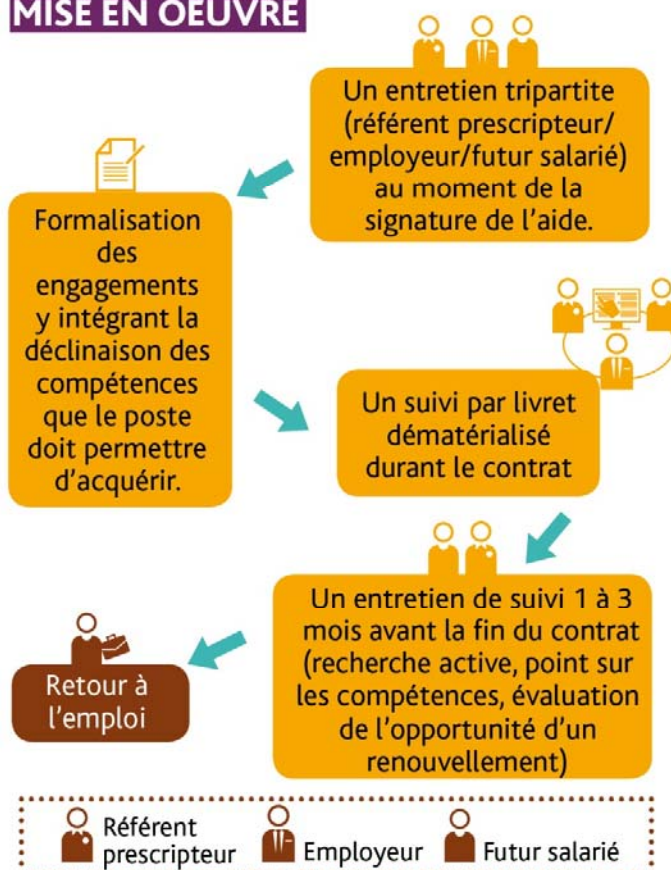 MISE EN OEUVRE
Un entretien tripartite
(référent prescripteur/
employeur/futur salarié)
au moment de la
signature de l'aide.
Formalisation
des
engagements
y intégrant la
déclinaison des
compétences
que le poste
doit permettre
d'acquérir.
Un suivi par livret
dématérialisé
durant le contrat
Un entretien de suivi 1 à 3
mois avant la fin du contrat
(recherche active, point sur
les compétences, évaluation
de l'opportunité d'un
renouvellement)
Retour à
l'emploi
Référent
prescripteur
Employeur
Futur salarié